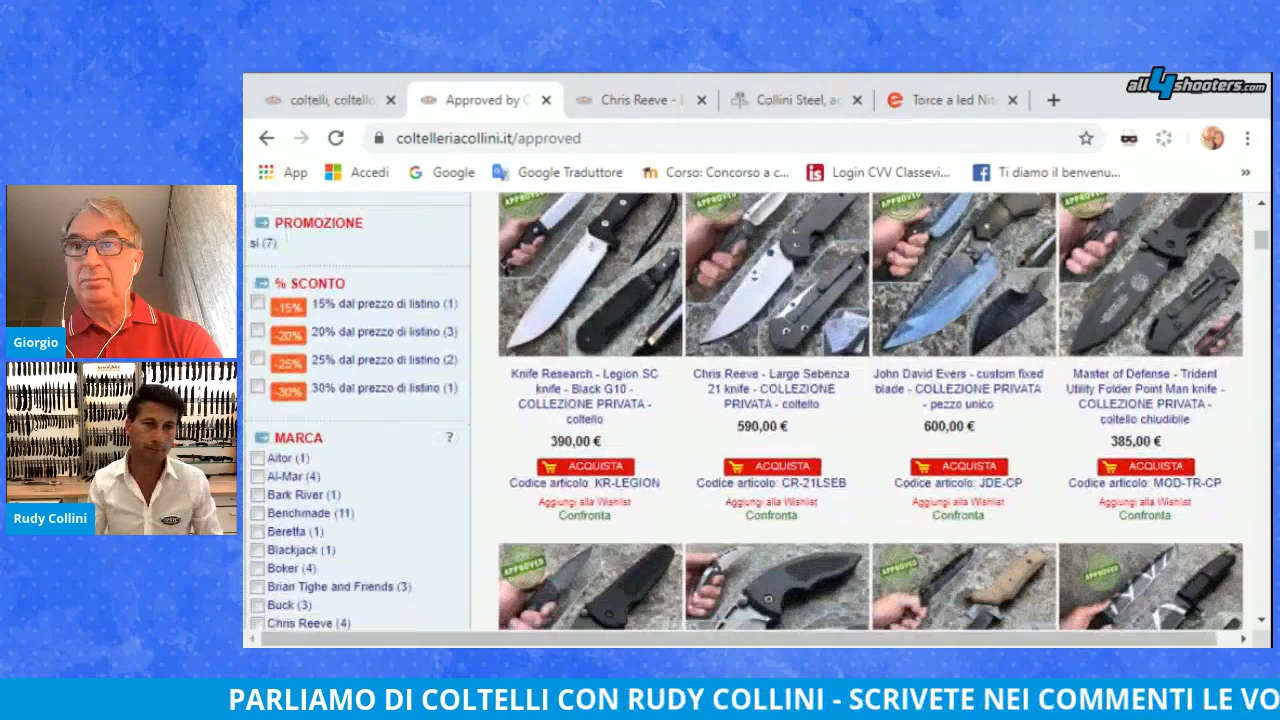 all4shooters.com
coltelli, coltello
Approved by C
Chris Reeve -
Collini Steel, ac
Torce a led Nit
coltelleriacollini.it/approved
App
Accedi
Google
Google Traduttore
Corso: Concorso a c...
Login CVV Classevi...
Ti diamo il benvenu...
»
Giorgio
Rudy Collini
PROMOZIONE
si (7)
% SCONTO
-15% 15% dal prezzo di listino (1)
-20% 20% dal prezzo di listino (3)
-25% 25% dal prezzo di listino (2)
-30% 30% dal prezzo di listino (1)
MARCA ?
Aitor (1)
Al-Mar (4)
Bark River (1)
Benchmade (11)
Beretta (1)
Blackjack (1)
Boker (4)
Brian Tighe and Friends (3)
Buck (3)
Chris Reeve (4)
APPROVED
APPROVED
APPROVED
APPROVED
Knife Research - Legion SC
knife - Black G10 -
COLLEZIONE PRIVATA -
coltello
390,00 €
ACQUISTA
Codice articolo: KR-LEGION
Aggiungi alla Wishlist
Confronta
Chris Reeve - Large Sebenza
21 knife - COLLEZIONE
PRIVATA - coltello
590,00 €
ACQUISTA
Codice articolo: CR-21LSEB
Aggiungi alla Wishlist
Confronta
John David Evers - custom fixed
blade - COLLEZIONE PRIVATA
- pezzo unico
600,00 €
ACQUISTA
Codice articolo: JDE-CP
Aggiungi alla Wishlist
Confronta
Master of Defense - Trident
Utility Folder Point Man knife -
COLLEZIONE PRIVATA -
coltello chiudibile
385,00 €
ACQUISTA
Codice articolo: MOD-TR-CP
Aggiungi alla Wishlist
Confronta
APPROVED
APPROVED
APPROVED
PARLIAMO DI COLTELLI CON RUDY COLLINI - SCRIVETE NEI COMMENTI LE VO